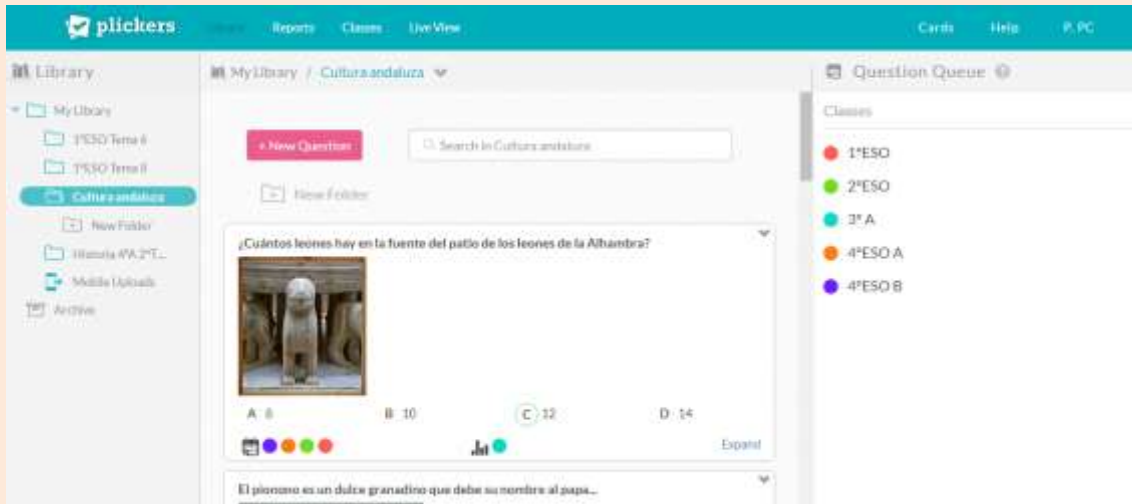 plickers
Reports Classes Live View
Cards Help P. PC
Library
My Library / Cultura andaluza
Question Queue
My Library
1ºESO Tema 6
1ºESO Tema 8
Cultura andaluza
New Folder
Historia 4ºA 2ºT...
Mobile Uploads
Archive
+ New Question
Search in Cultura andaluza
New Folder
¿Cuántos leones hay en la fuente del patio de los leones de la Alhambra?
A 8
B 10
C 12
D 14
Expand
El pionono es un dulce granadino que debe su nombre al papa...
Classes
1ºESO
2ºESO
3º A
4ºESO A
4ºESO B